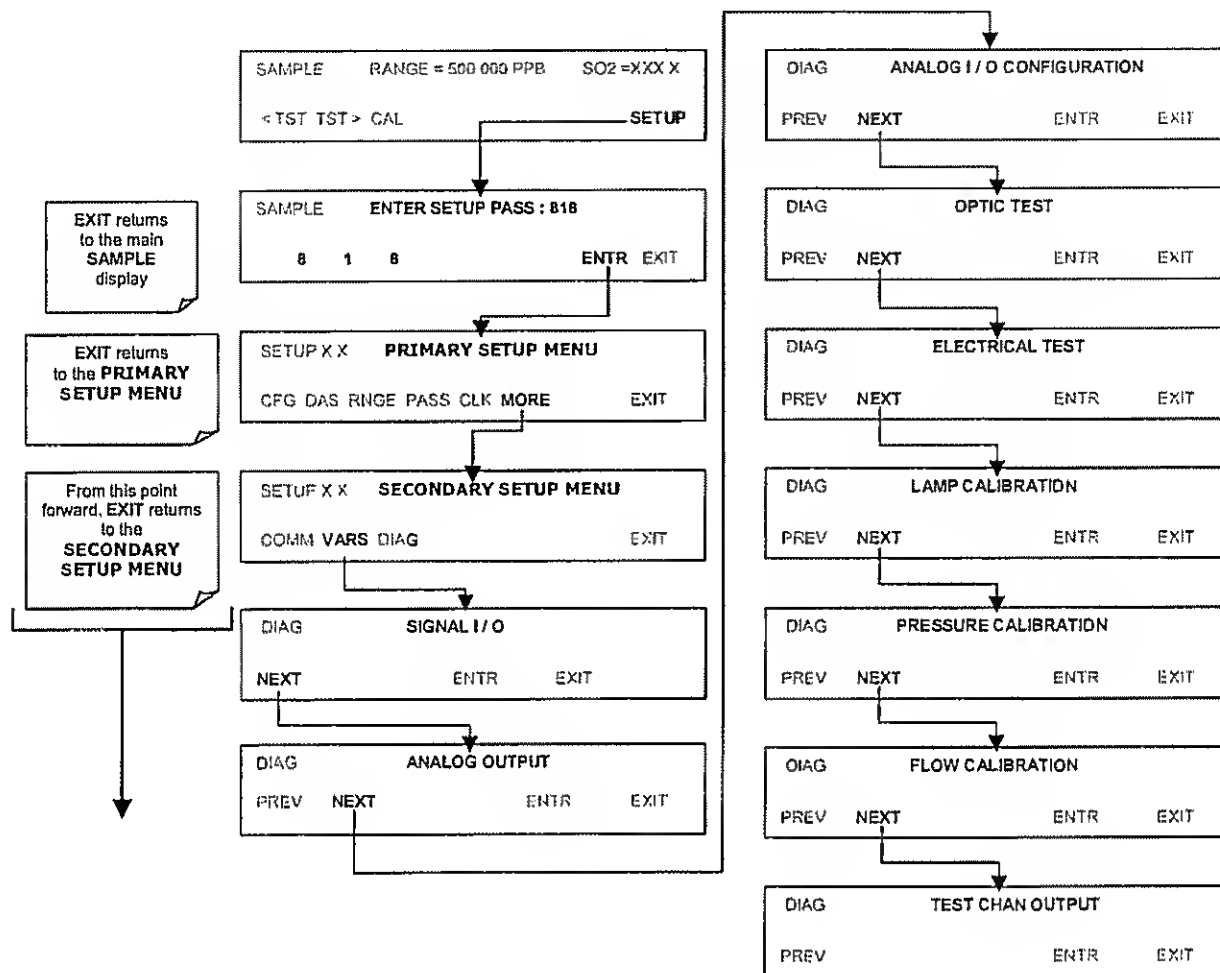 SAMPLE RANGE = 500 000 PPB SO2 =XXX X
< TST TST > CAL SETUP
SAMPLE ENTER SETUP PASS : 818
8 1 8 ENTR EXIT
EXIT returns
to the main
SAMPLE
display
SETUP X X PRIMARY SETUP MENU
CFG DAS RNGE PASS CLK MORE EXIT
EXIT returns
to the PRIMARY
SETUP MENU
SETUP X X SECONDARY SETUP MENU
COMM VARS DIAG EXIT
From this point
forward, EXIT returns
to the
SECONDARY
SETUP MENU
DIAG SIGNAL I / O
NEXT ENTR EXIT
DIAG ANALOG OUTPUT
PREV NEXT ENTR EXIT
DIAG ANALOG I / O CONFIGURATION
PREV NEXT ENTR EXIT
DIAG OPTIC TEST
PREV NEXT ENTR EXIT
DIAG ELECTRICAL TEST
PREV NEXT ENTR EXIT
DIAG LAMP CALIBRATION
PREV NEXT ENTR EXIT
DIAG PRESSURE CALIBRATION
PREV NEXT ENTR EXIT
DIAG FLOW CALIBRATION
PREV NEXT ENTR EXIT
DIAG TEST CHAN OUTPUT
PREV ENTR EXIT